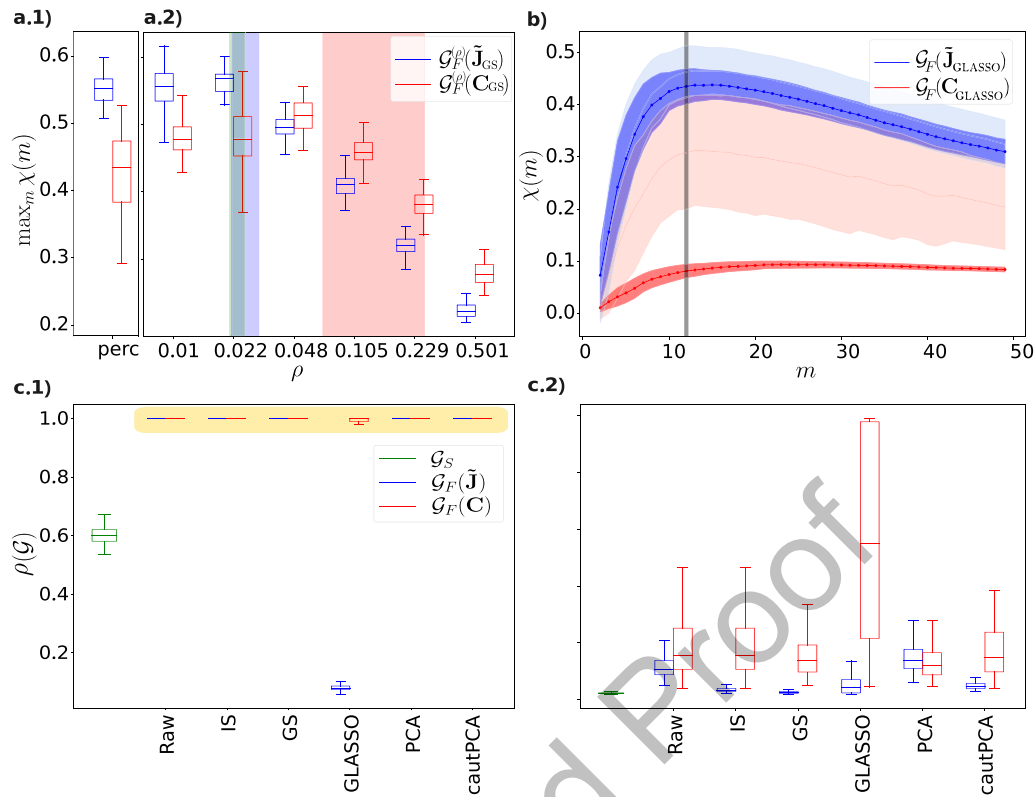 a.1)
a.2)
0.6
0.5
0.4
0.3
0.2
max_m χ(m)
perc
0.01
0.022
0.048
0.105
0.229
0.501
ρ
𝒢_F^(ρ)(J̃_GS)
𝒢_F^(ρ)(C_GS)
b)
0.5
0.4
0.3
0.2
0.1
0.0
χ(m)
0
10
20
30
40
50
m
𝒢_F(J̃_GLASSO)
𝒢_F(C_GLASSO)
c.1)
1.0
0.8
0.6
0.4
0.2
ρ(𝒢)
𝒢_S
𝒢_F(J̃)
𝒢_F(C)
Raw
IS
GS
GLASSO
PCA
cautPCA
c.2)
Raw
IS
GS
GLASSO
PCA
cautPCA
d Proof